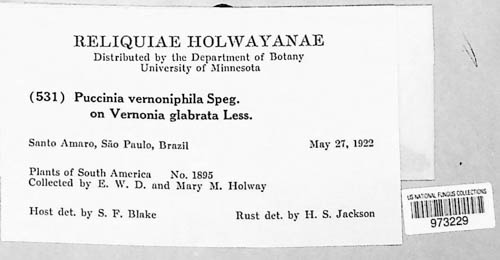 RELIQUIAE HOLWAYANAE
Distributed by the Department of Botany
University of Minnesota
(531) Puccinia vernoniphila Speg.
on Vernonia glabrata Less.
Santo Amaro, São Paulo, Brazil May 27, 1922
Plants of South America No. 1895
Collected by E. W. D. and Mary M. Holway
Host det. by S. F. Blake Rust det. by H. S. Jackson
US NATIONAL FUNGUS COLLECTIONS
973229